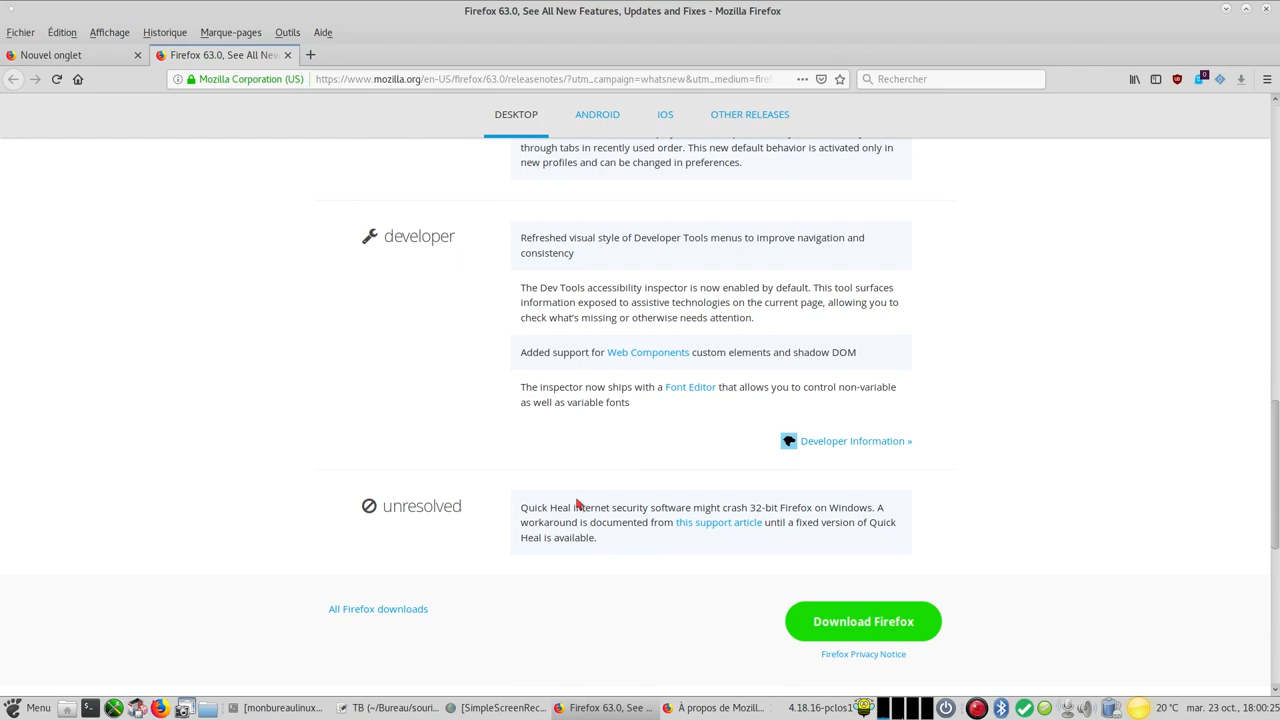 Firefox 63.0, See All New Features, Updates and Fixes - Mozilla Firefox
Fichier Édition Affichage Historique Marque-pages Outils Aide
Nouvel onglet Firefox 63.0, See All New
Mozilla Corporation (US) https://www.mozilla.org/en-US/firefox/63.0/releasenotes/?utm_campaign=whatsnew&utm_medium=fire Rechercher 0
DESKTOP ANDROID IOS OTHER RELEASES
through tabs in recently used order. This new default behavior is activated only in
new profiles and can be changed in preferences.
developer
Refreshed visual style of Developer Tools menus to improve navigation and
consistency
The Dev Tools accessibility inspector is now enabled by default. This tool surfaces
information exposed to assistive technologies on the current page, allowing you to
check what's missing or otherwise needs attention.
Added support for Web Components custom elements and shadow DOM
The inspector now ships with a Font Editor that allows you to control non-variable
as well as variable fonts
Developer Information »
unresolved
Quick Heal internet security software might crash 32-bit Firefox on Windows. A
workaround is documented from this support article until a fixed version of Quick
Heal is available.
All Firefox downloads
Download Firefox
Firefox Privacy Notice
Menu [monbureaulinux... TB (~/Bureau/souri... [SimpleScreenRec... Firefox 63.0, See ... À propos de Mozill... 4.18.16-pclos1 20 °C mar. 23 oct., 18:00:25